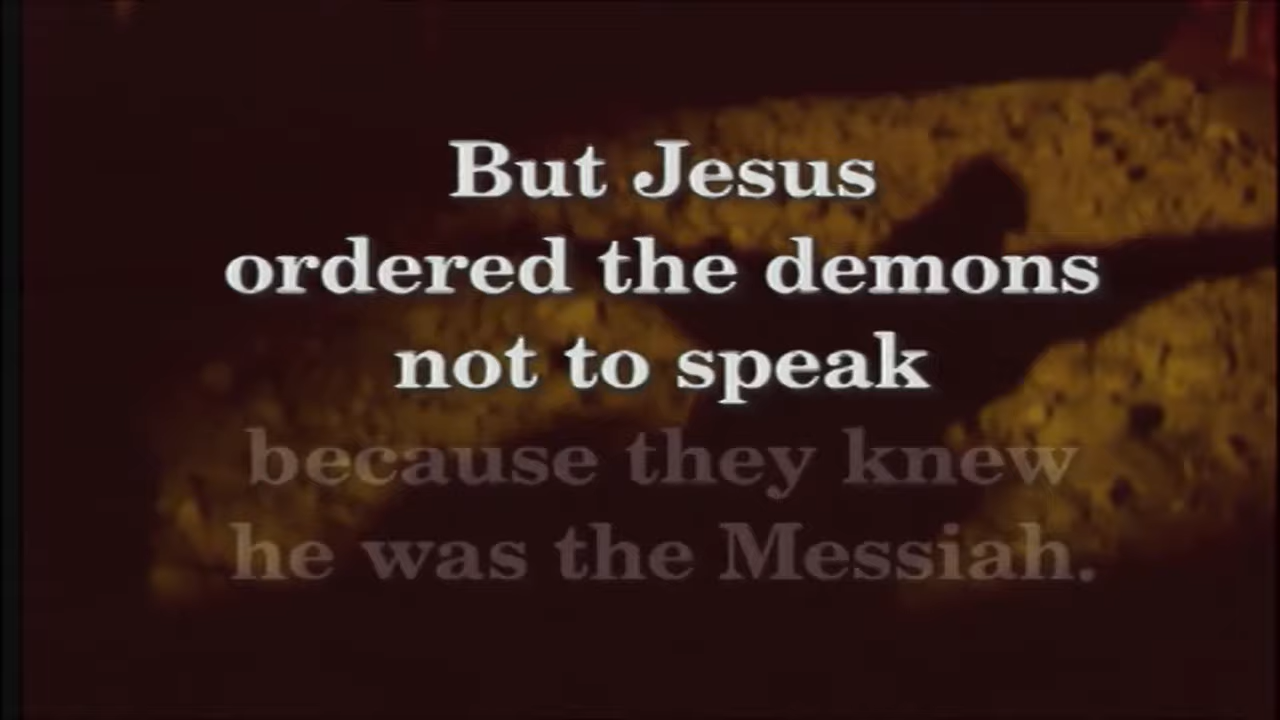 But Jesus
ordered the demons
not to speak
because they knew
he was the Messiah.